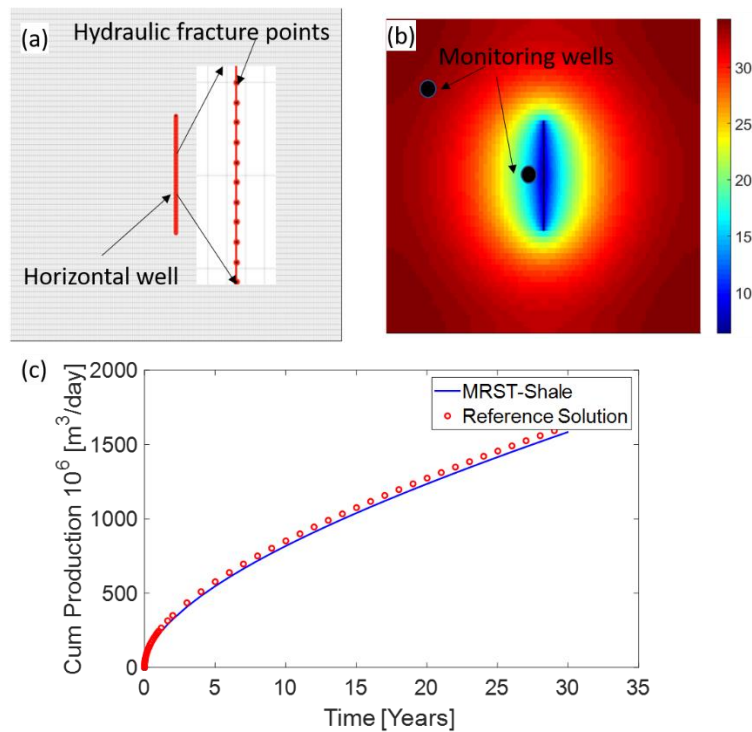 (a)
Hydraulic fracture points
Horizontal well
(b)
Monitoring wells
30
25
20
15
10
(c)
2000
1500
1000
500
0
Cum Production 10^6 [m^3/day]
MRST-Shale
Reference Solution
0 5 10 15 20 25 30 35
Time [Years]